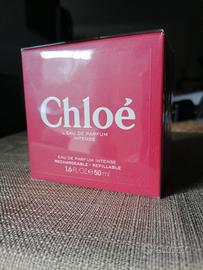 Chloé
L'EAU DE PARFUM
INTENSE
EAU DE PARFUM INTENSE
RECHARGEABLE - REFILLABLE
1.6 FL.OZ ℮ 50 ml